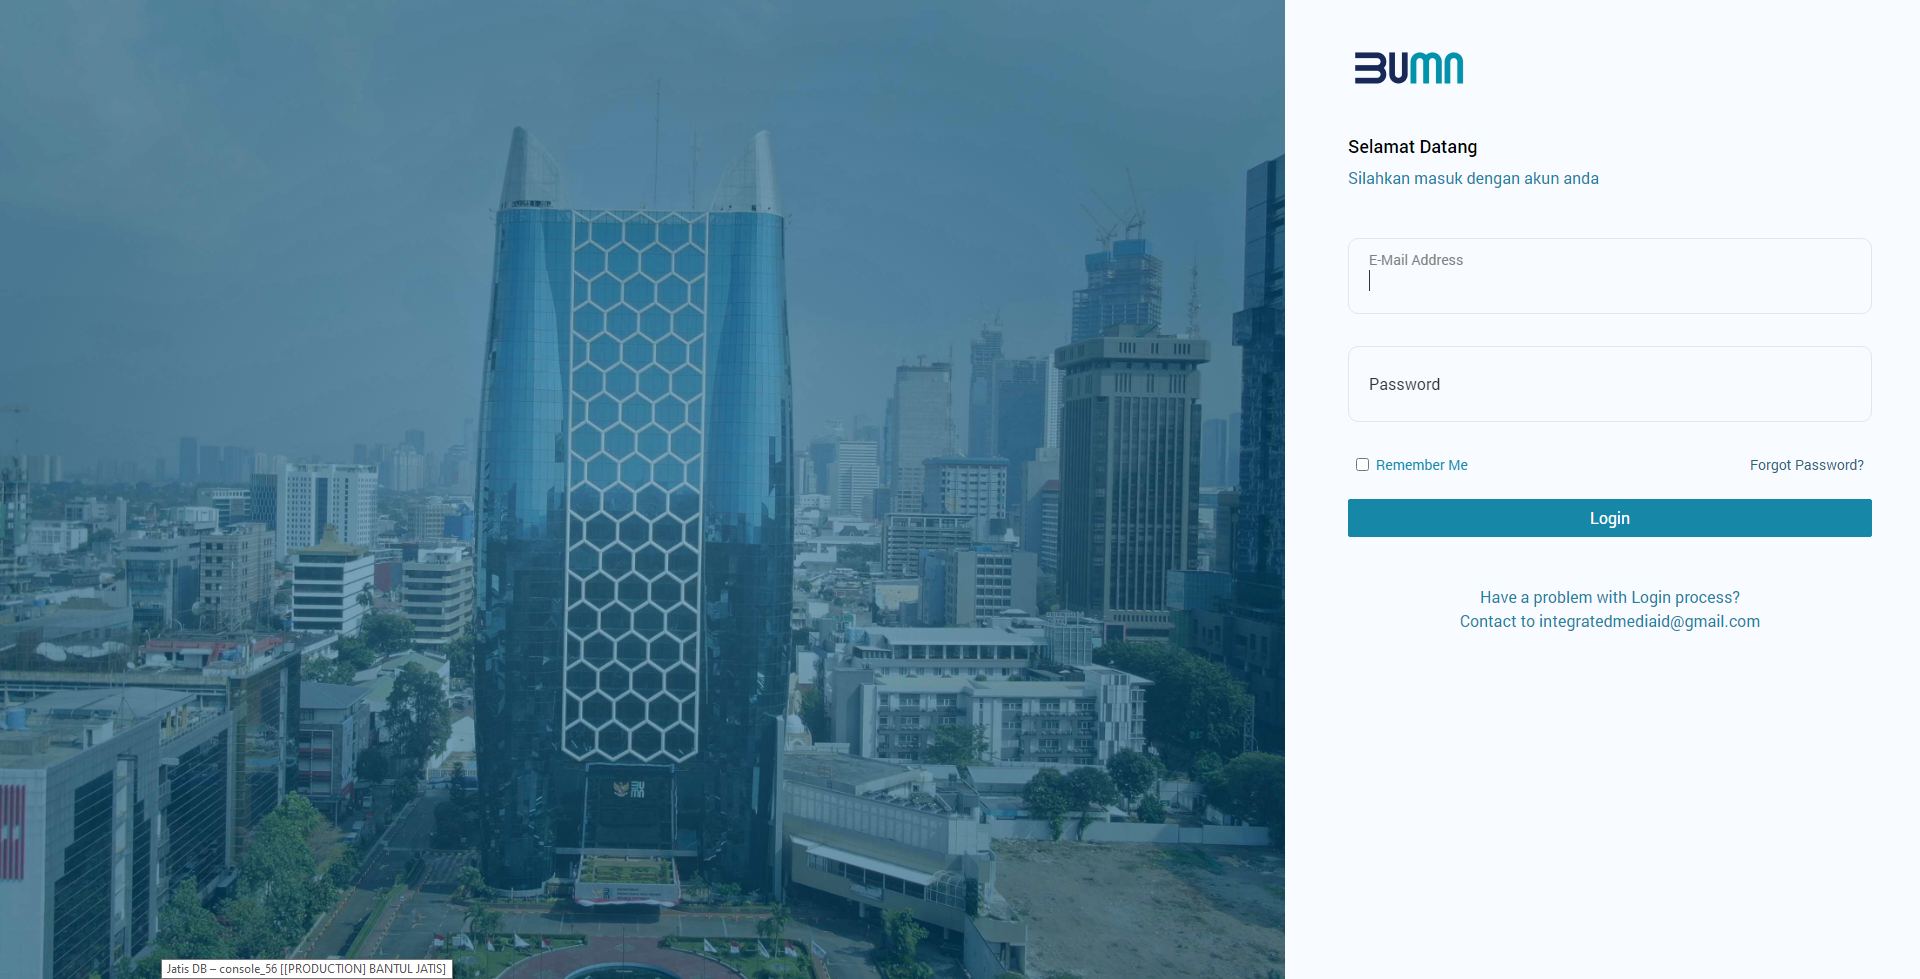 BUMN
Selamat Datang
Silahkan masuk dengan akun anda
E-Mail Address
Password
Remember Me
Forgot Password?
Login
Have a problem with Login process?
Contact to integratedmediaid@gmail.com
BUMN
Jatis DB – console_56 [[PRODUCTION] BANTUL JATIS]